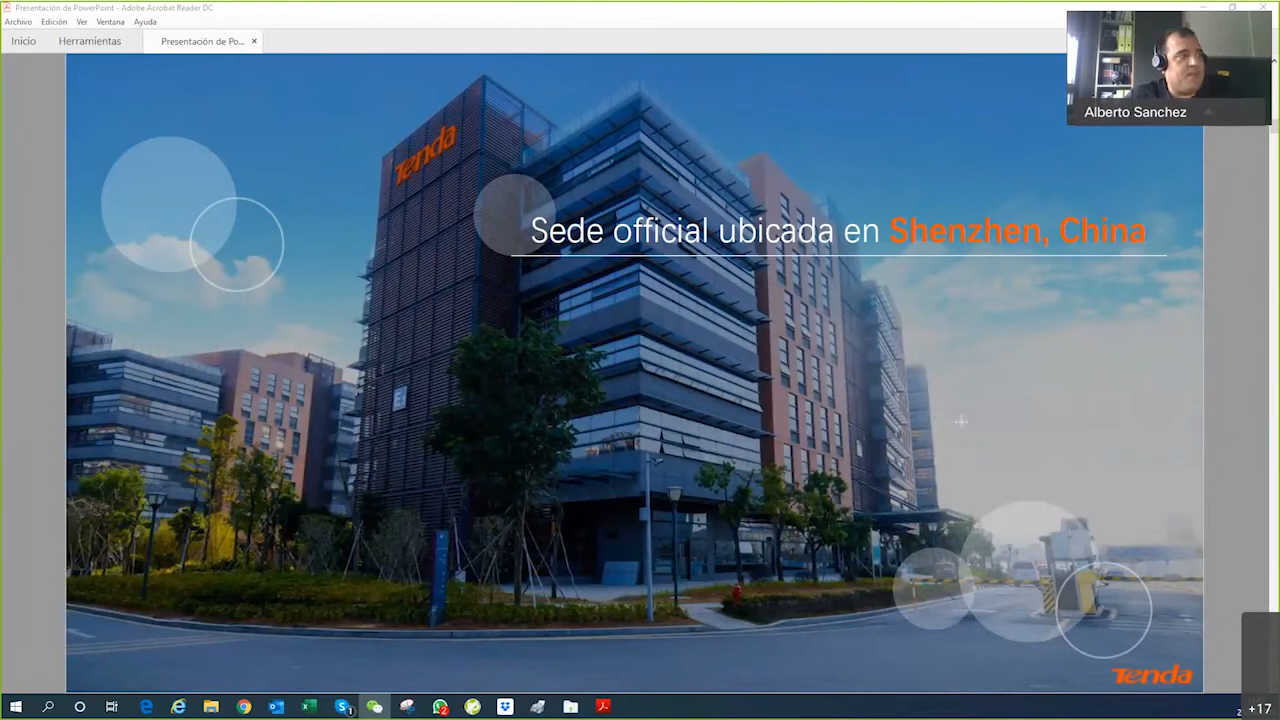 Presentación de PowerPoint - Adobe Acrobat Reader DC
Archivo Edición Ver Ventana Ayuda
Inicio Herramientas Presentación de Po... ×
Alberto Sanchez
Tenda
Sede official ubicada en Shenzhen, China
E1
Tenda
+17